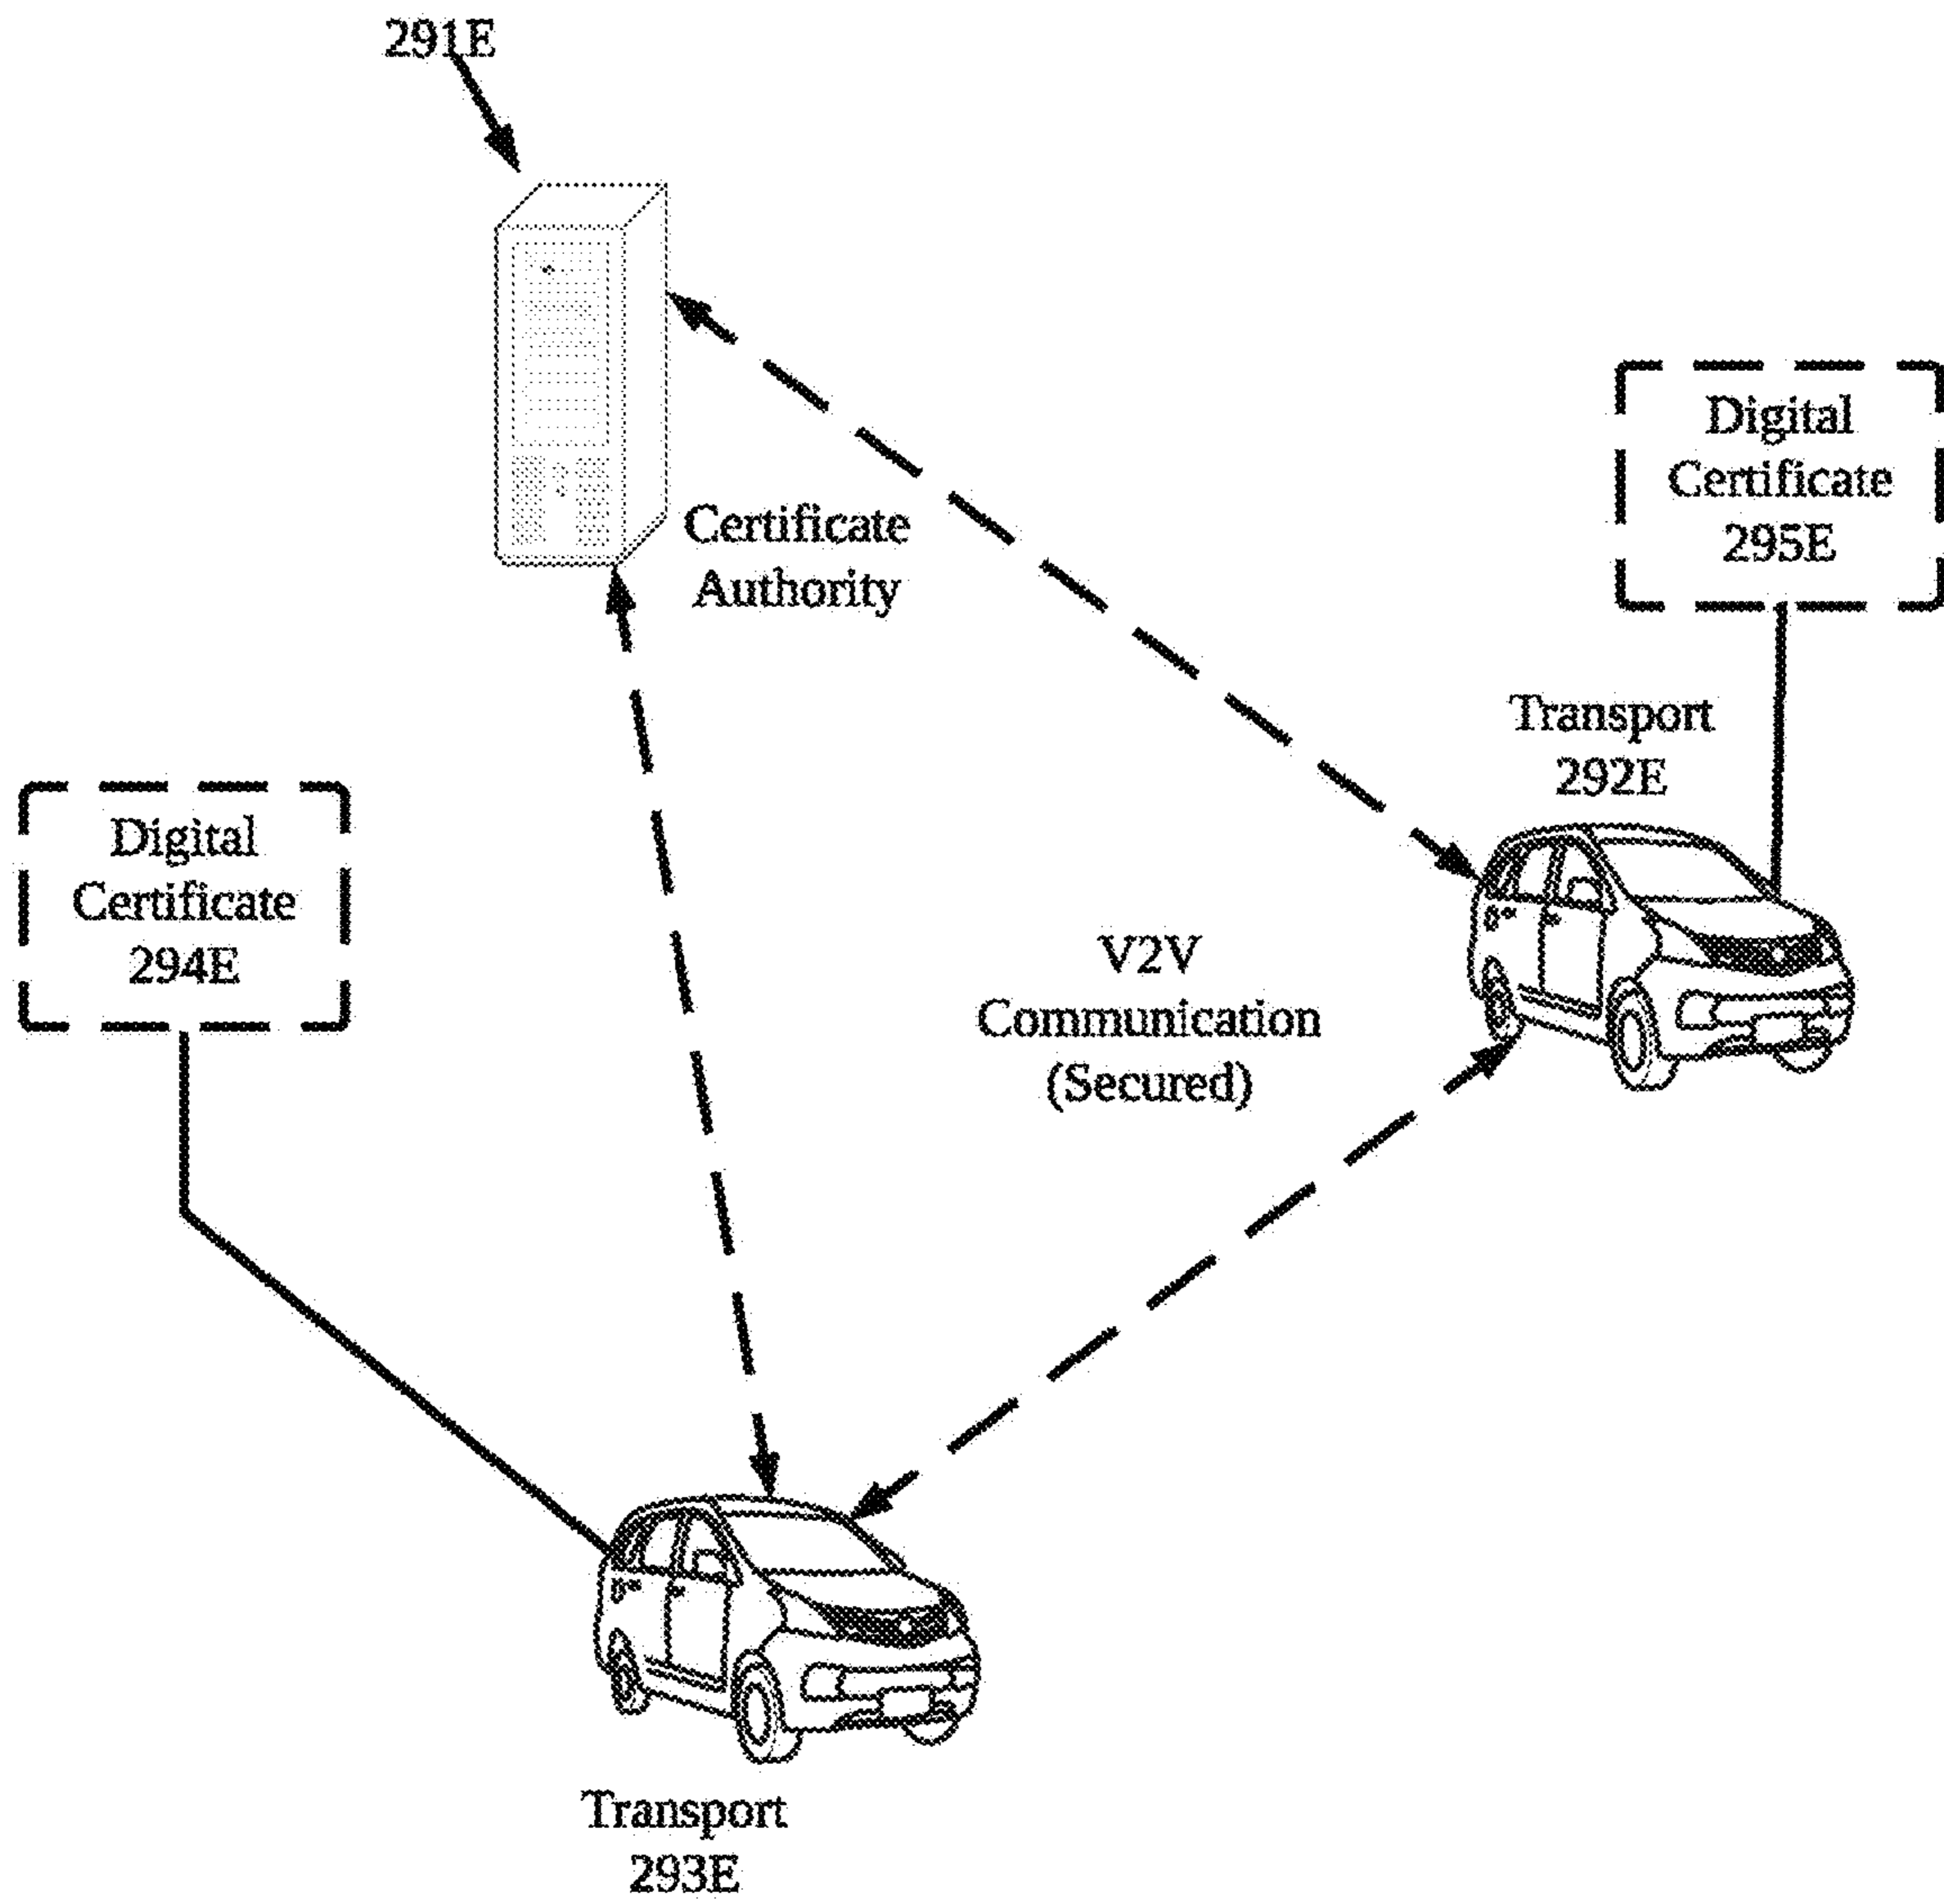 291E
Certificate
Authority
Digital
Certificate
295E
Transport
292E
Digital
Certificate
294E
V2V
Communication
(Secured)
Transport
293E